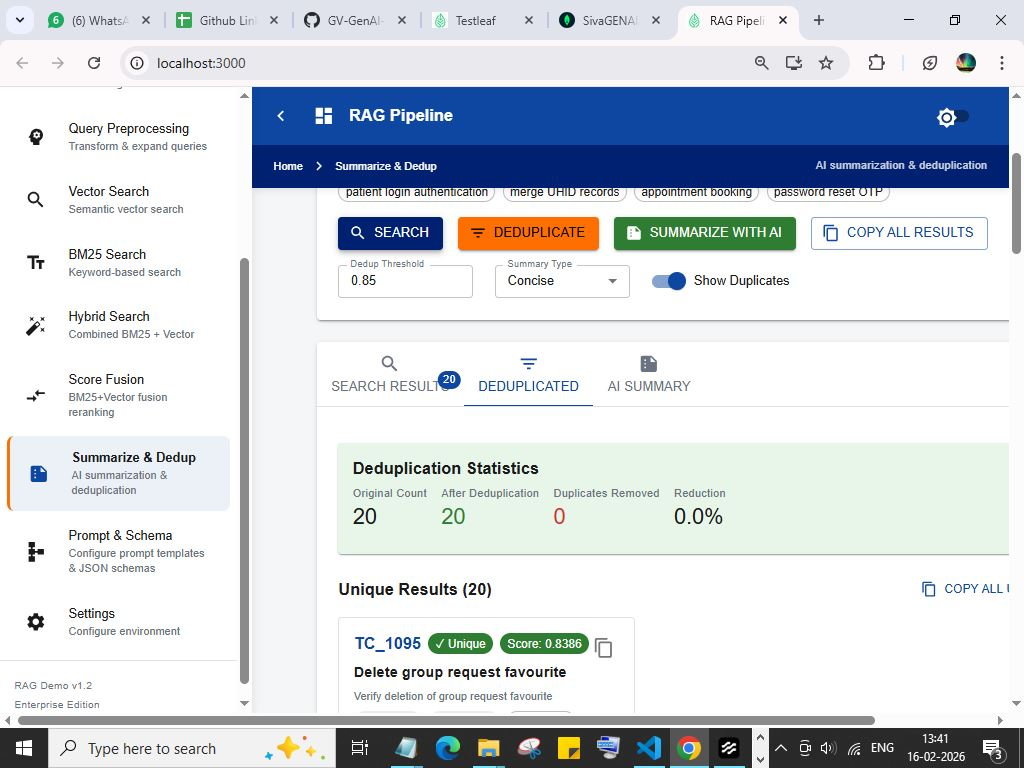 6
(6) WhatsA
Github Lin
GV-GenAI-
Testleaf
SivaGENAI
RAG Pipeli
localhost:3000
Query Preprocessing
Transform & expand queries
Vector Search
Semantic vector search
BM25 Search
Keyword-based search
Hybrid Search
Combined BM25 + Vector
Score Fusion
BM25+Vector fusion
reranking
Summarize & Dedup
AI summarization &
deduplication
Prompt & Schema
Configure prompt templates
& JSON schemas
Settings
Configure environment
RAG Demo v1.2
Enterprise Edition
RAG Pipeline
Home > Summarize & Dedup
AI summarization & deduplication
patient login authentication
merge UHID records
appointment booking
password reset OTP
SEARCH
DEDUPLICATE
SUMMARIZE WITH AI
COPY ALL RESULTS
Dedup Threshold
0.85
Summary Type
Concise
Show Duplicates
SEARCH RESULTS
20
DEDUPLICATED
AI SUMMARY
Deduplication Statistics
Original Count After Deduplication Duplicates Removed Reduction
20 20 0 0.0%
Unique Results (20)
COPY ALL U
TC_1095 ✓ Unique Score: 0.8386
Delete group request favourite
Verify deletion of group request favourite
Type here to search
ENG
13:41
16-02-2026
3